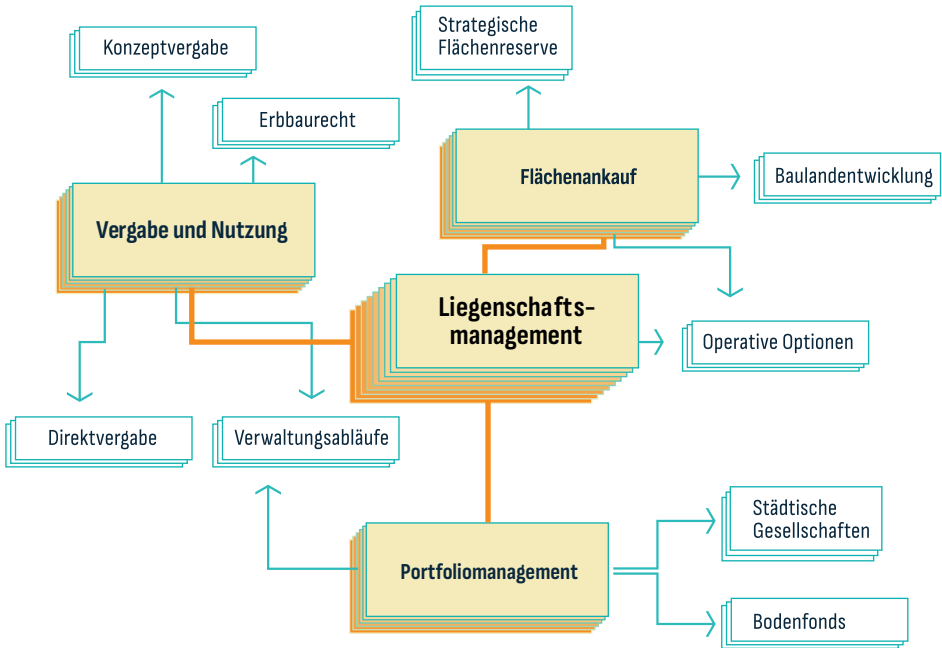 Strategische
Flächenreserve
Konzeptvergabe
Erbbaurecht
Flächenankauf
Baulandentwicklung
Vergabe und Nutzung
Liegenschafts-
management
Operative Optionen
Direktvergabe
Verwaltungsabläufe
Städtische
Gesellschaften
Portfoliomanagement
Bodenfonds